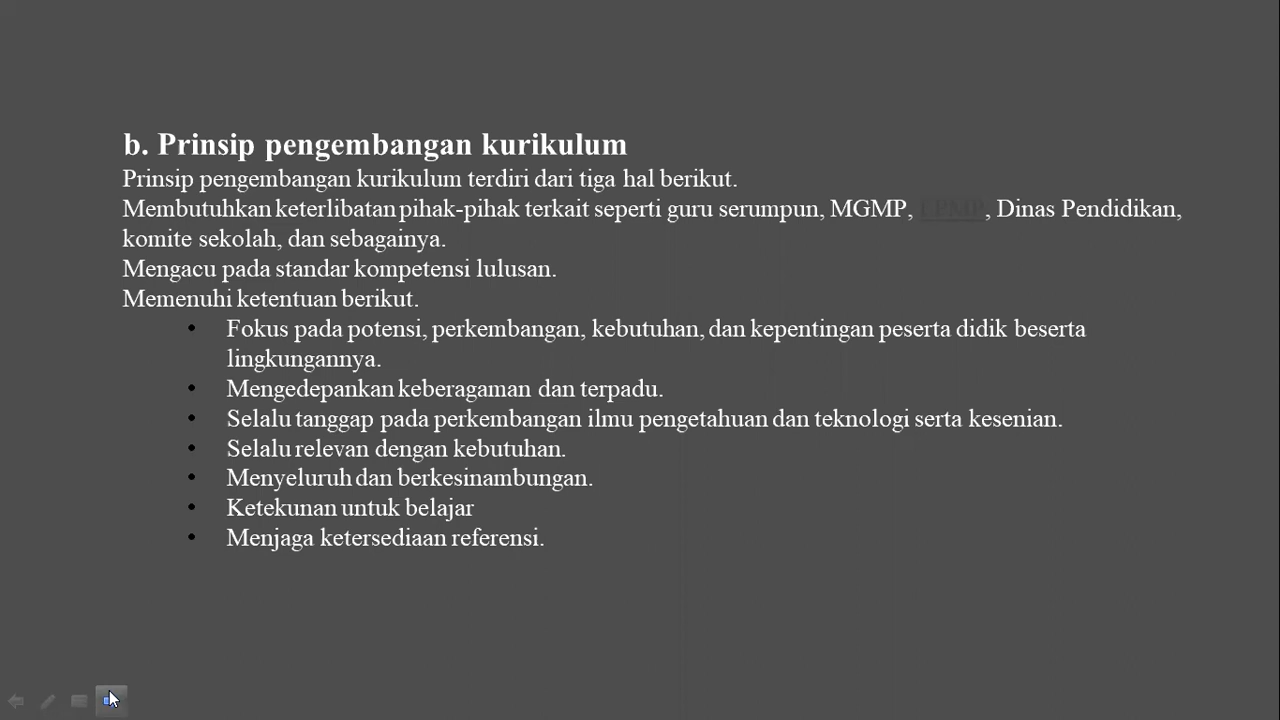 b. Prinsip pengembangan kurikulum
Prinsip pengembangan kurikulum terdiri dari tiga hal berikut.
Membutuhkan keterlibatan pihak-pihak terkait seperti guru serumpun, MGMP, LPMP, Dinas Pendidikan,
komite sekolah, dan sebagainya.
Mengacu pada standar kompetensi lulusan.
Memenuhi ketentuan berikut.
• Fokus pada potensi, perkembangan, kebutuhan, dan kepentingan peserta didik beserta
lingkungannya.
• Mengedepankan keberagaman dan terpadu.
• Selalu tanggap pada perkembangan ilmu pengetahuan dan teknologi serta kesenian.
• Selalu relevan dengan kebutuhan.
• Menyeluruh dan berkesinambungan.
• Ketekunan untuk belajar
• Menjaga ketersediaan referensi.